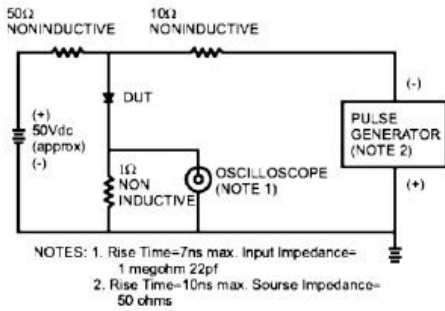 50Ω
NONINDUCTIVE
10Ω
NONINDUCTIVE
(+)
50Vdc
(approx)
(-)
DUT
1Ω
NON
INDUCTIVE
OSCILLOSCOPE
(NOTE 1)
(-)
PULSE
GENERATOR
(NOTE 2)
(+)
NOTES: 1. Rise Time=7ns max. Input Impedance=
1 megohm 22pf
2. Rise Time=10ns max. Sourse Impedance=
50 ohms